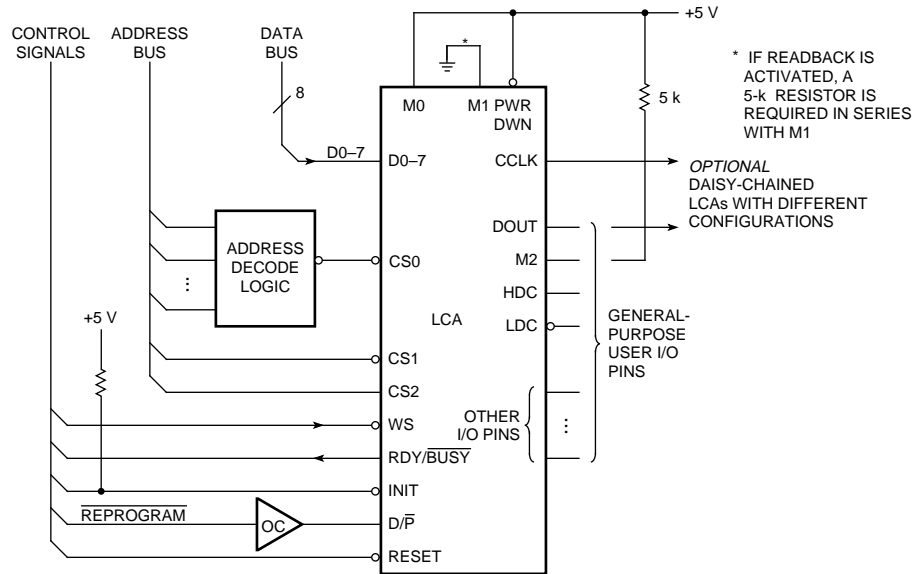 CONTROL
SIGNALS
ADDRESS
BUS
DATA
BUS
+5 V
*
* IF READBACK IS
ACTIVATED, A
5-k RESISTOR IS
REQUIRED IN SERIES
WITH M1
8
M0
M1
PWR
DWN
5 k
D0–7
D0–7
CCLK
OPTIONAL
DAISY-CHAINED
LCAs WITH DIFFERENT
CONFIGURATIONS
ADDRESS
DECODE
LOGIC
...
CS0
DOUT
M2
HDC
LDC
LCA
GENERAL-
PURPOSE
USER I/O
PINS
+5 V
CS1
CS2
WS
RDY/BUSY
INIT
OTHER
I/O PINS
...
REPROGRAM
OC
D/P
RESET